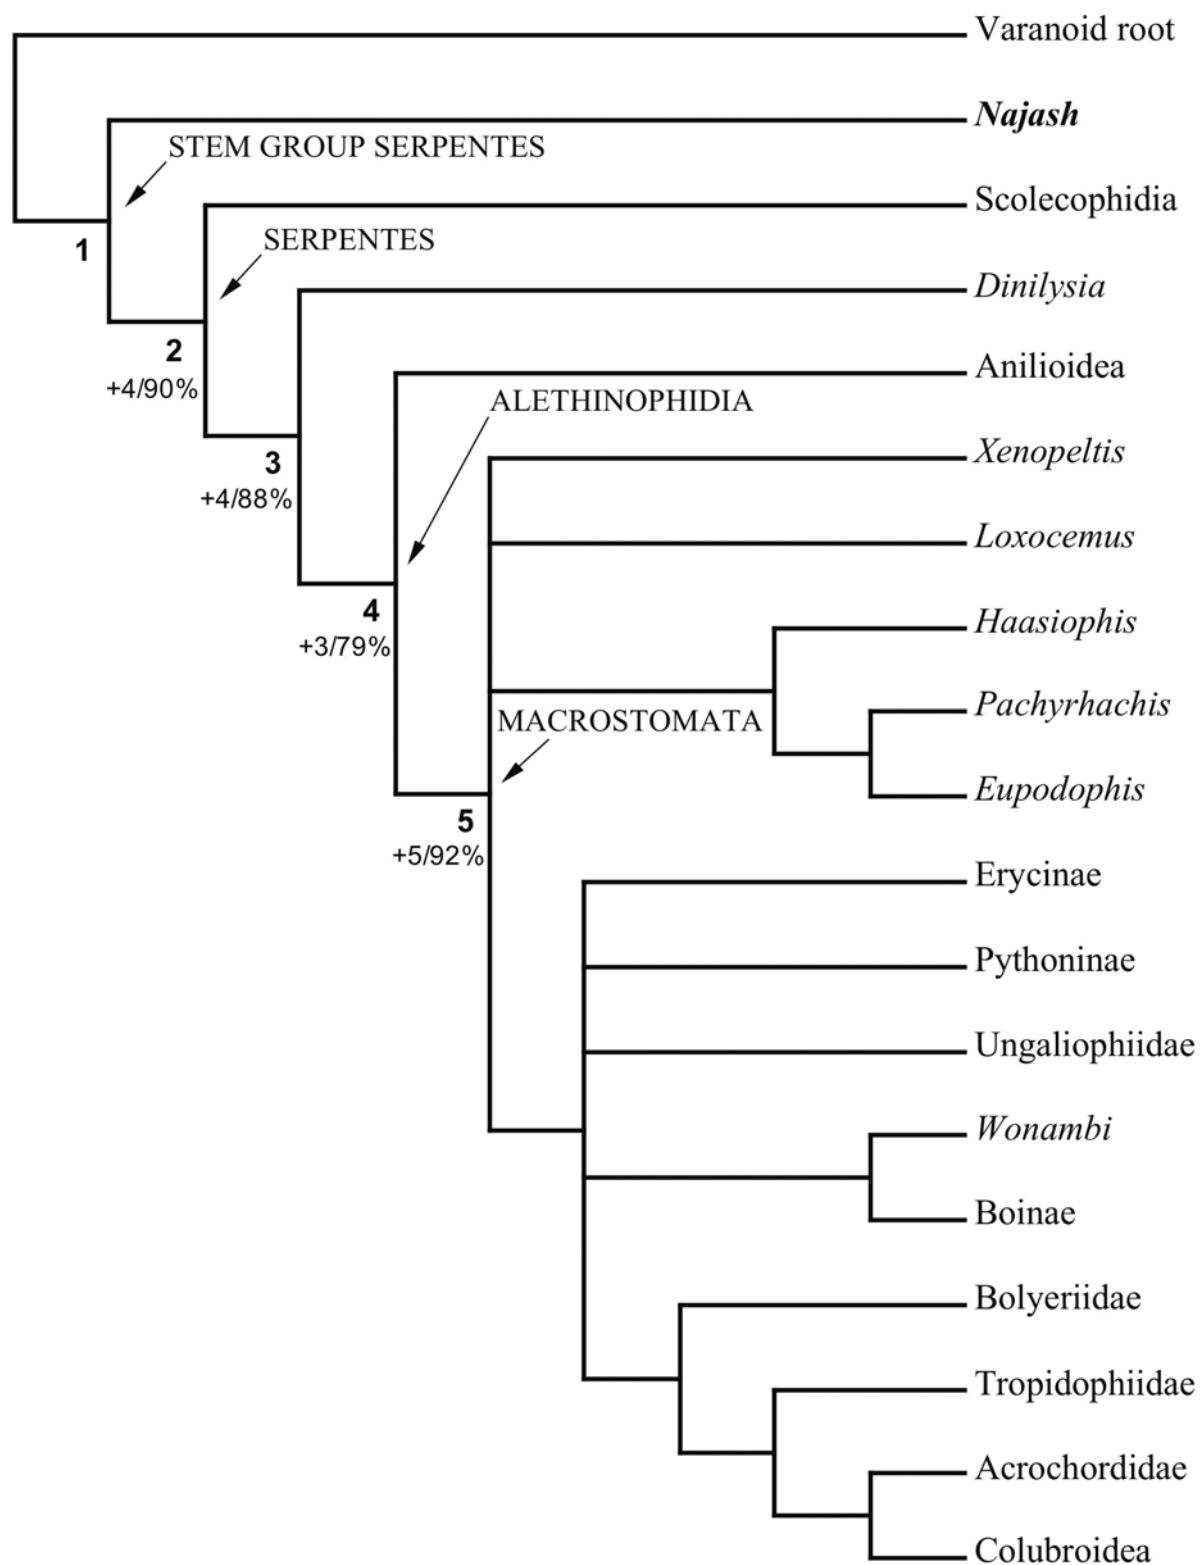 Varanoid root
Najash
STEM GROUP SERPENTES
Scolecophidia
SERPENTES
1
Dinilysia
2
Anilioidea
+4/90%
ALETHINOPHIDIA
Xenopeltis
3
+4/88%
Loxocemus
4
Haasiophis
+3/79%
Pachyrhachis
MACROSTOMATA
Eupodophis
5
+5/92%
Erycinae
Pythoninae
Ungaliophiidae
Wonambi
Boinae
Bolyeriidae
Tropidophiidae
Acrochordidae
Colubroidea